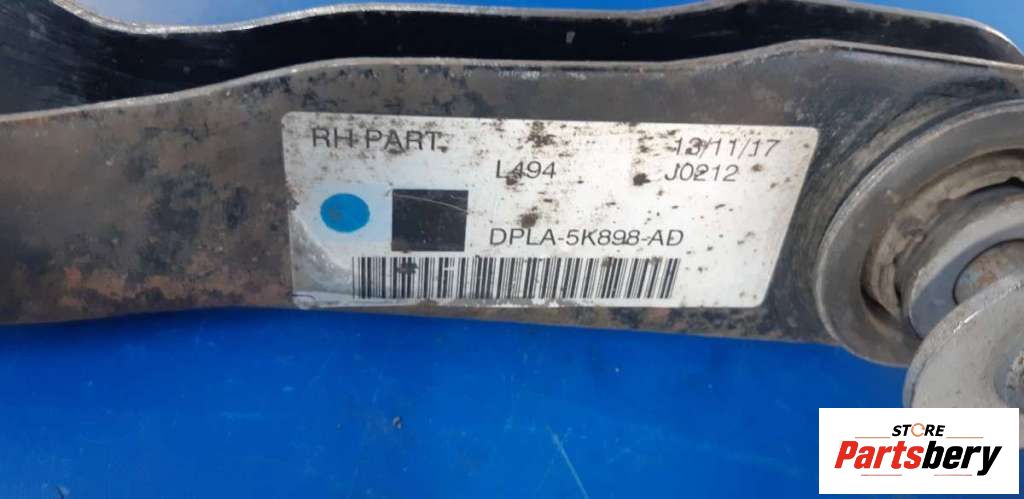 RH PART
13/11/17
L494
J0212
DPLA-5K898-AD
STORE
Partsbery